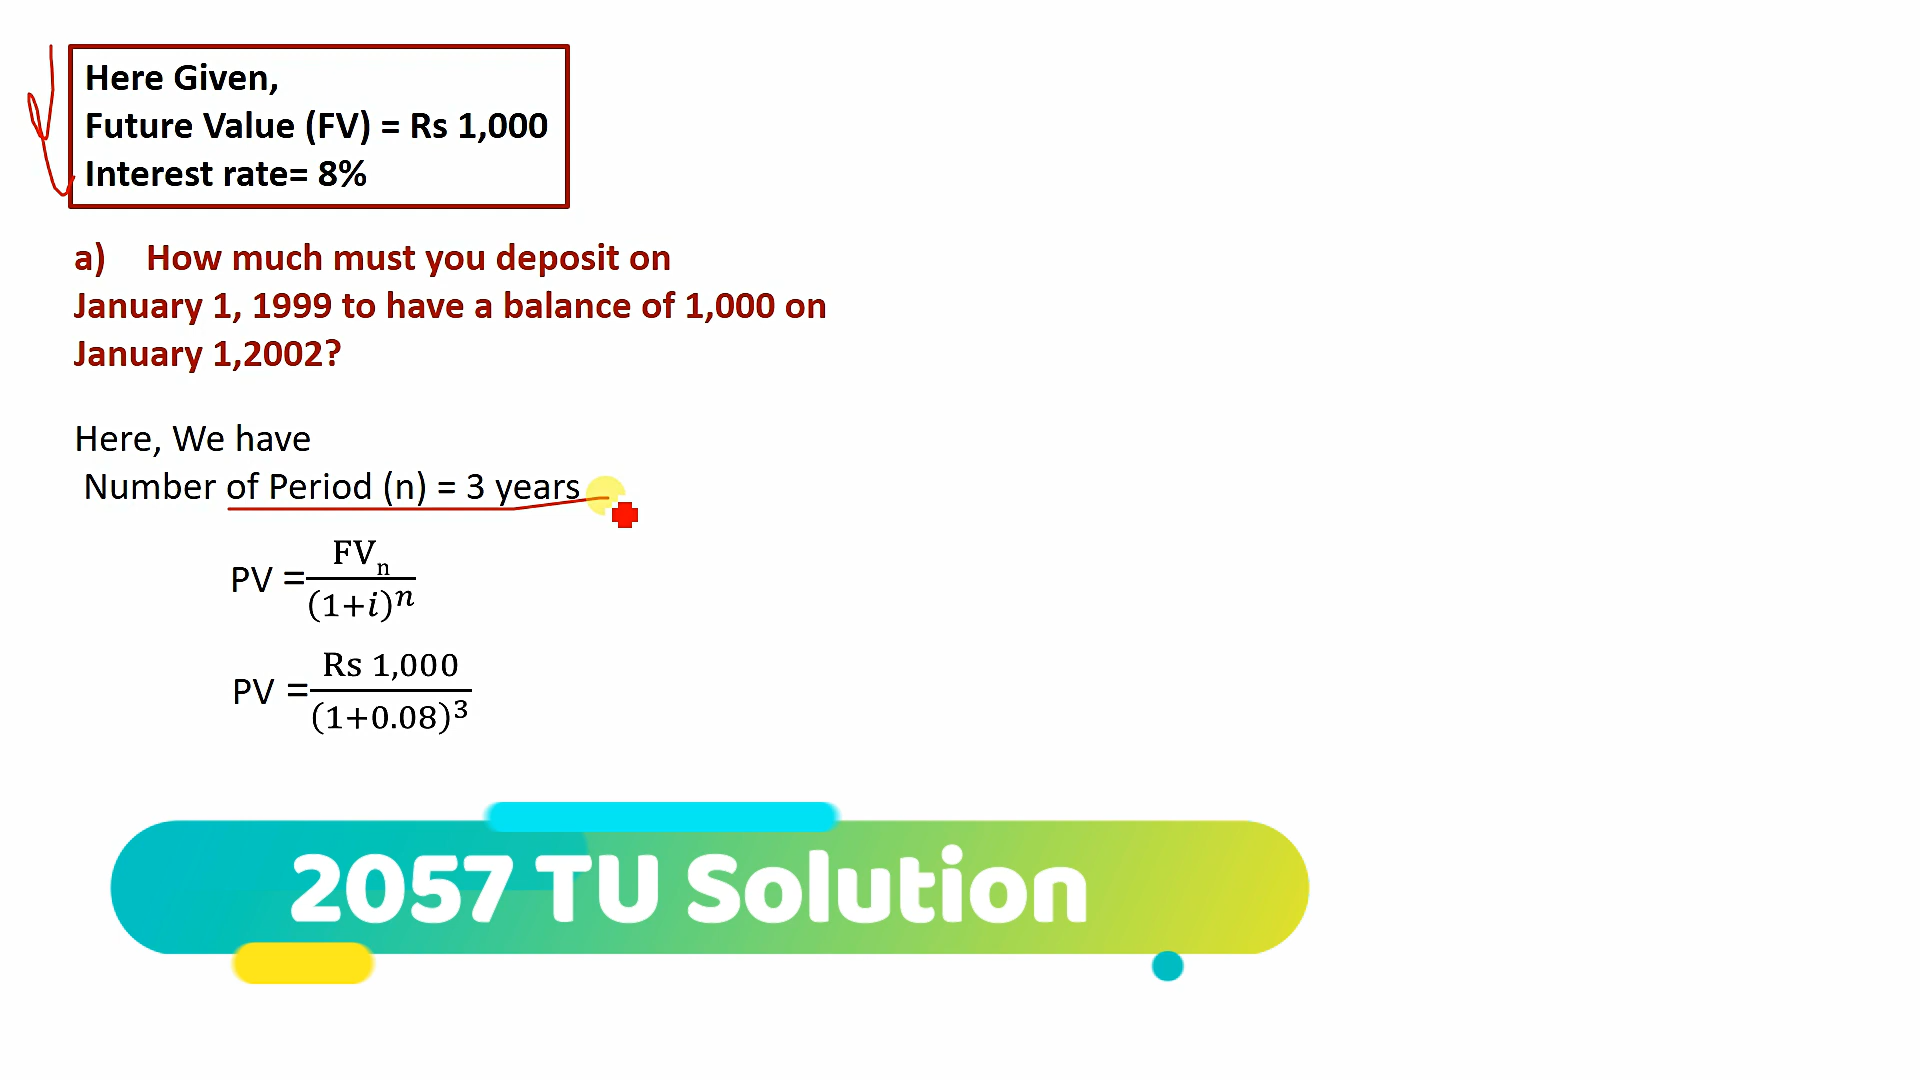 Here Given,
Future Value (FV) = Rs 1,000
Interest rate= 8%
a) How much must you deposit on
January 1, 1999 to have a balance of 1,000 on
January 1,2002?
Here, We have
Number of Period (n) = 3 years
PV = FVₙ / (1+i)ⁿ
PV = Rs 1,000 / (1+0.08)³
2057 TU Solution